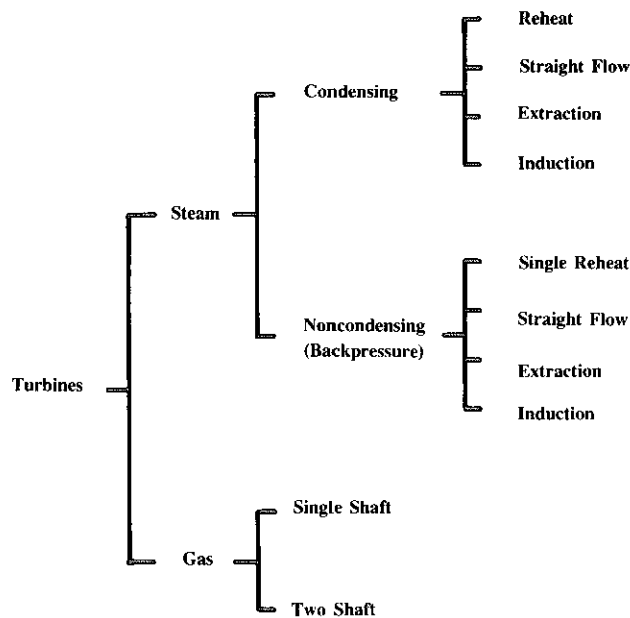 Reheat
Straight Flow
Condensing
Extraction
Induction
Steam
Single Reheat
Noncondensing
(Backpressure)
Straight Flow
Extraction
Induction
Turbines
Single Shaft
Gas
Two Shaft